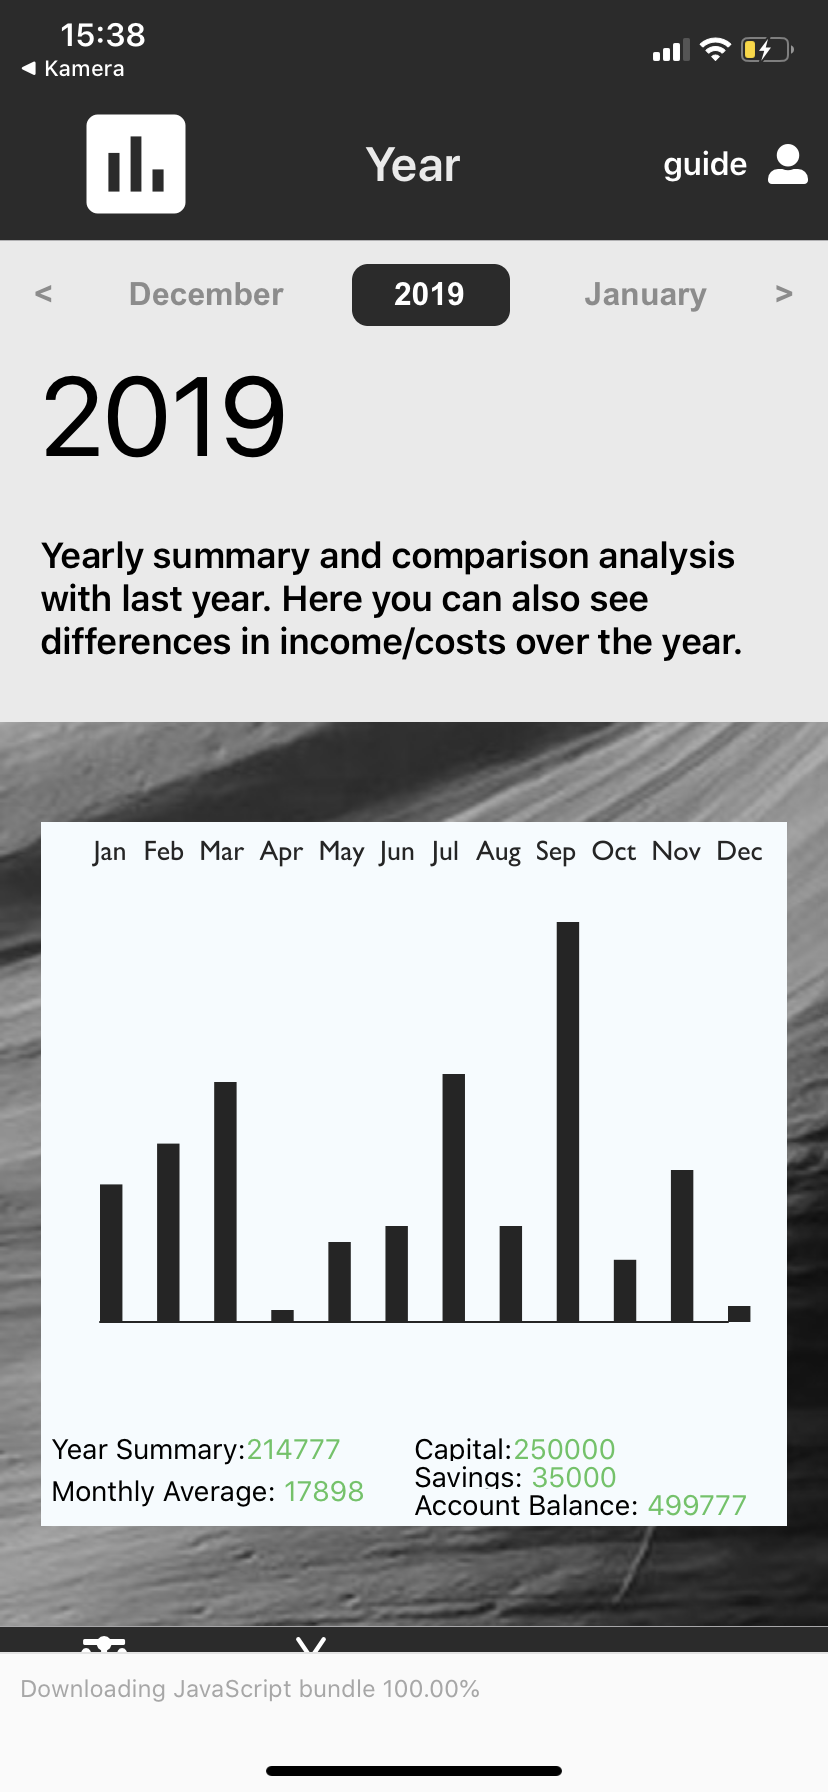 15:38
◀ Kamera
Year
guide
< December 2019 January >
2019
Yearly summary and comparison analysis
with last year. Here you can also see
differences in income/costs over the year.
Jan Feb Mar Apr May Jun Jul Aug Sep Oct Nov Dec
Year Summary:214777
Monthly Average: 17898
Capital:250000
Savings: 35000
Account Balance: 499777
Downloading JavaScript bundle 100.00%